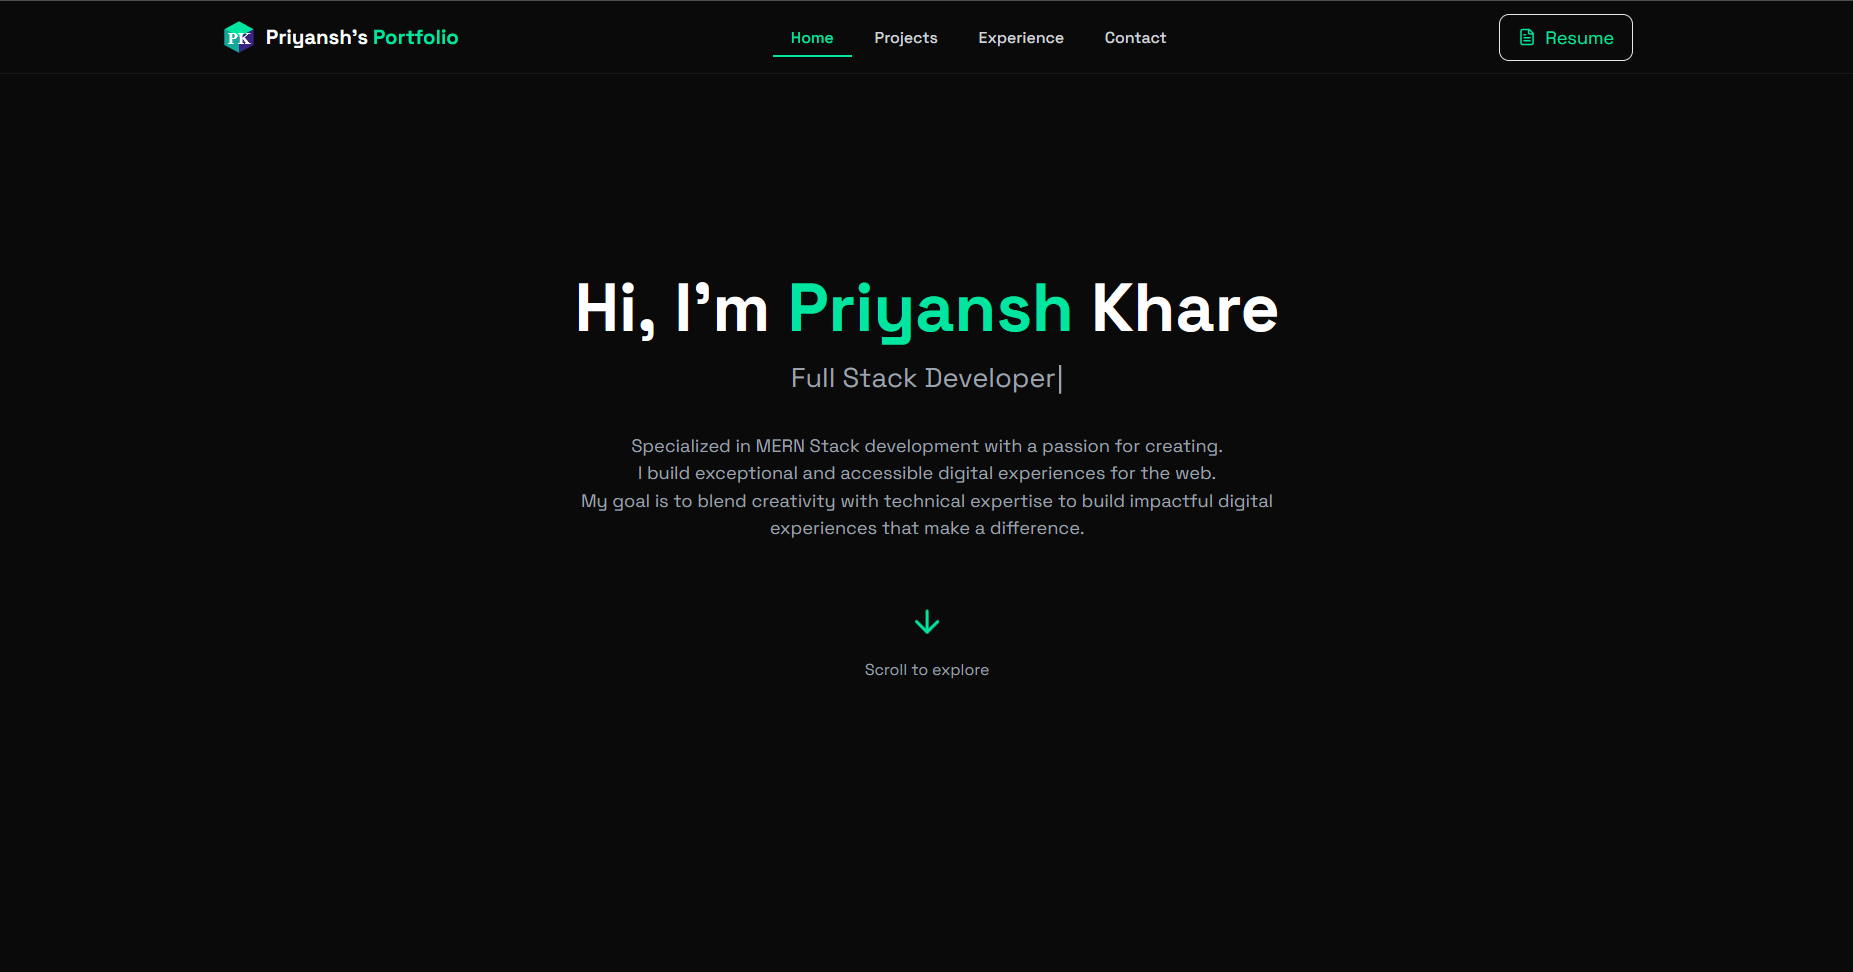 PK Priyansh's Portfolio
Home Projects Experience Contact
Resume
Hi, I'm Priyansh Khare
Full Stack Developer|
Specialized in MERN Stack development with a passion for creating.
I build exceptional and accessible digital experiences for the web.
My goal is to blend creativity with technical expertise to build impactful digital
experiences that make a difference.
Scroll to explore